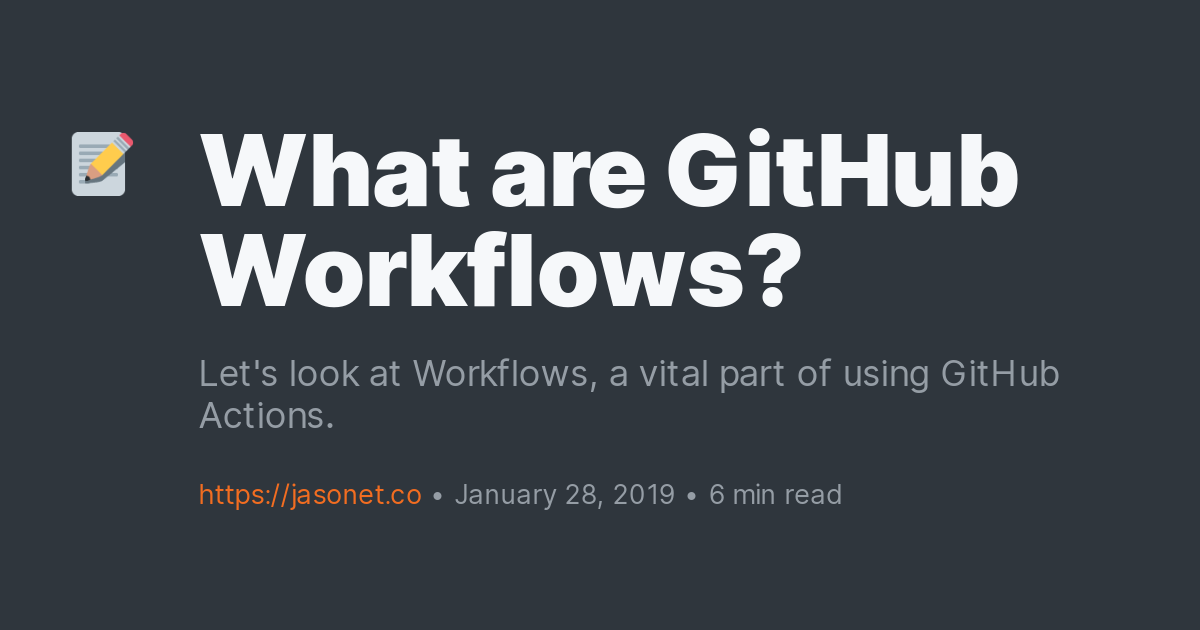 What are GitHub
Workflows?
Let's look at Workflows, a vital part of using GitHub
Actions.
https://jasonet.co • January 28, 2019 • 6 min read